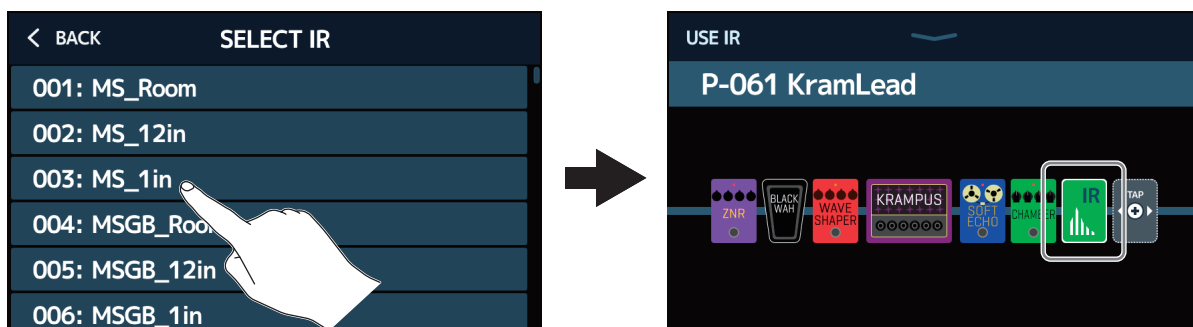 BACK
SELECT IR
001: MS_Room
002: MS_12in
003: MS_1in
004: MSGB_Roo
005: MSGB_12in
006: MSGB_1in
USE IR
P-061 KramLead
ZNR
BLACK
WAH
WAVE
SHAPER
KRAMPUS
SOFT
ECHO
CHAMBER
IR
TAP